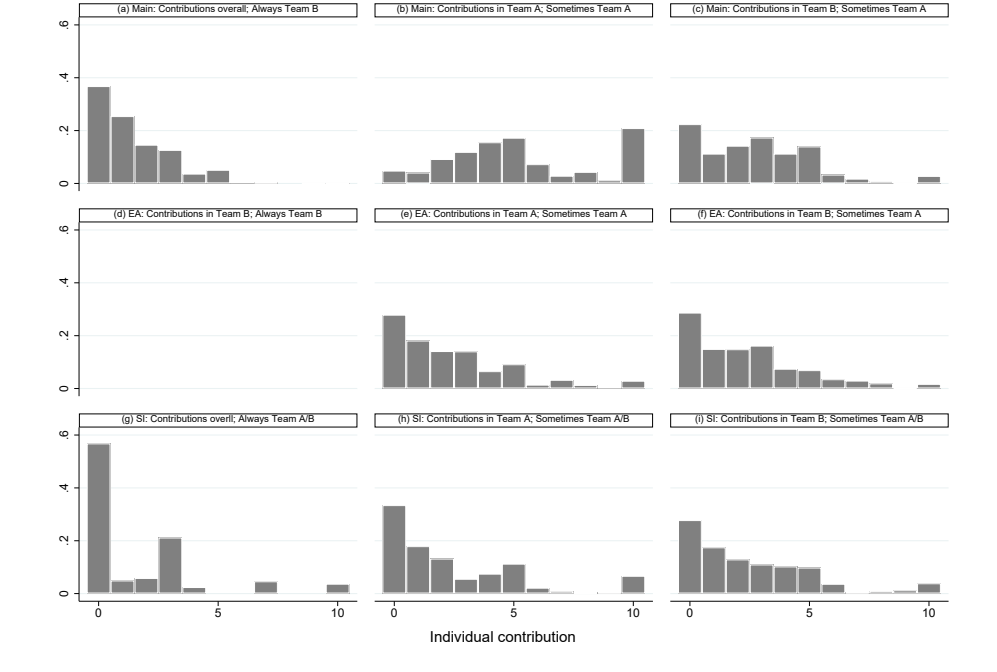 (a) Main: Contributions overall; Always Team B
(b) Main: Contributions in Team A; Sometimes Team A
(c) Main: Contributions in Team B; Sometimes Team A
.6
.4
.2
0
(d) EA: Contributions in Team B; Always Team B
(e) EA: Contributions in Team A; Sometimes Team A
(f) EA: Contributions in Team B; Sometimes Team A
.6
.4
.2
0
(g) SI: Contributions overll; Always Team A/B
(h) SI: Contributions in Team A; Sometimes Team A/B
(i) SI: Contributions in Team B; Sometimes Team A/B
.6
.4
.2
0
0 5 10
0 5 10
0 5 10
Individual contribution